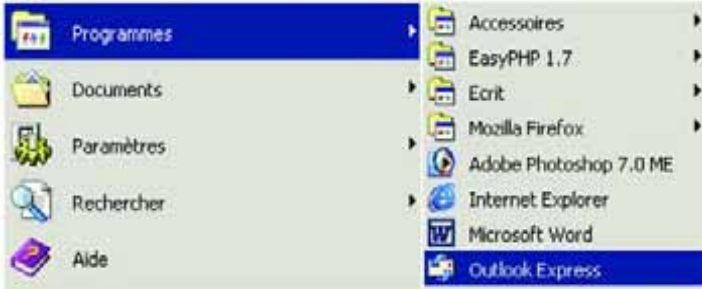 Programmes
Documents
Paramètres
Rechercher
Aide
Accessoires
EasyPHP 1.7
Ecrit
Mozilla Firefox
Adobe Photoshop 7.0 ME
Internet Explorer
Microsoft Word
Outlook Express